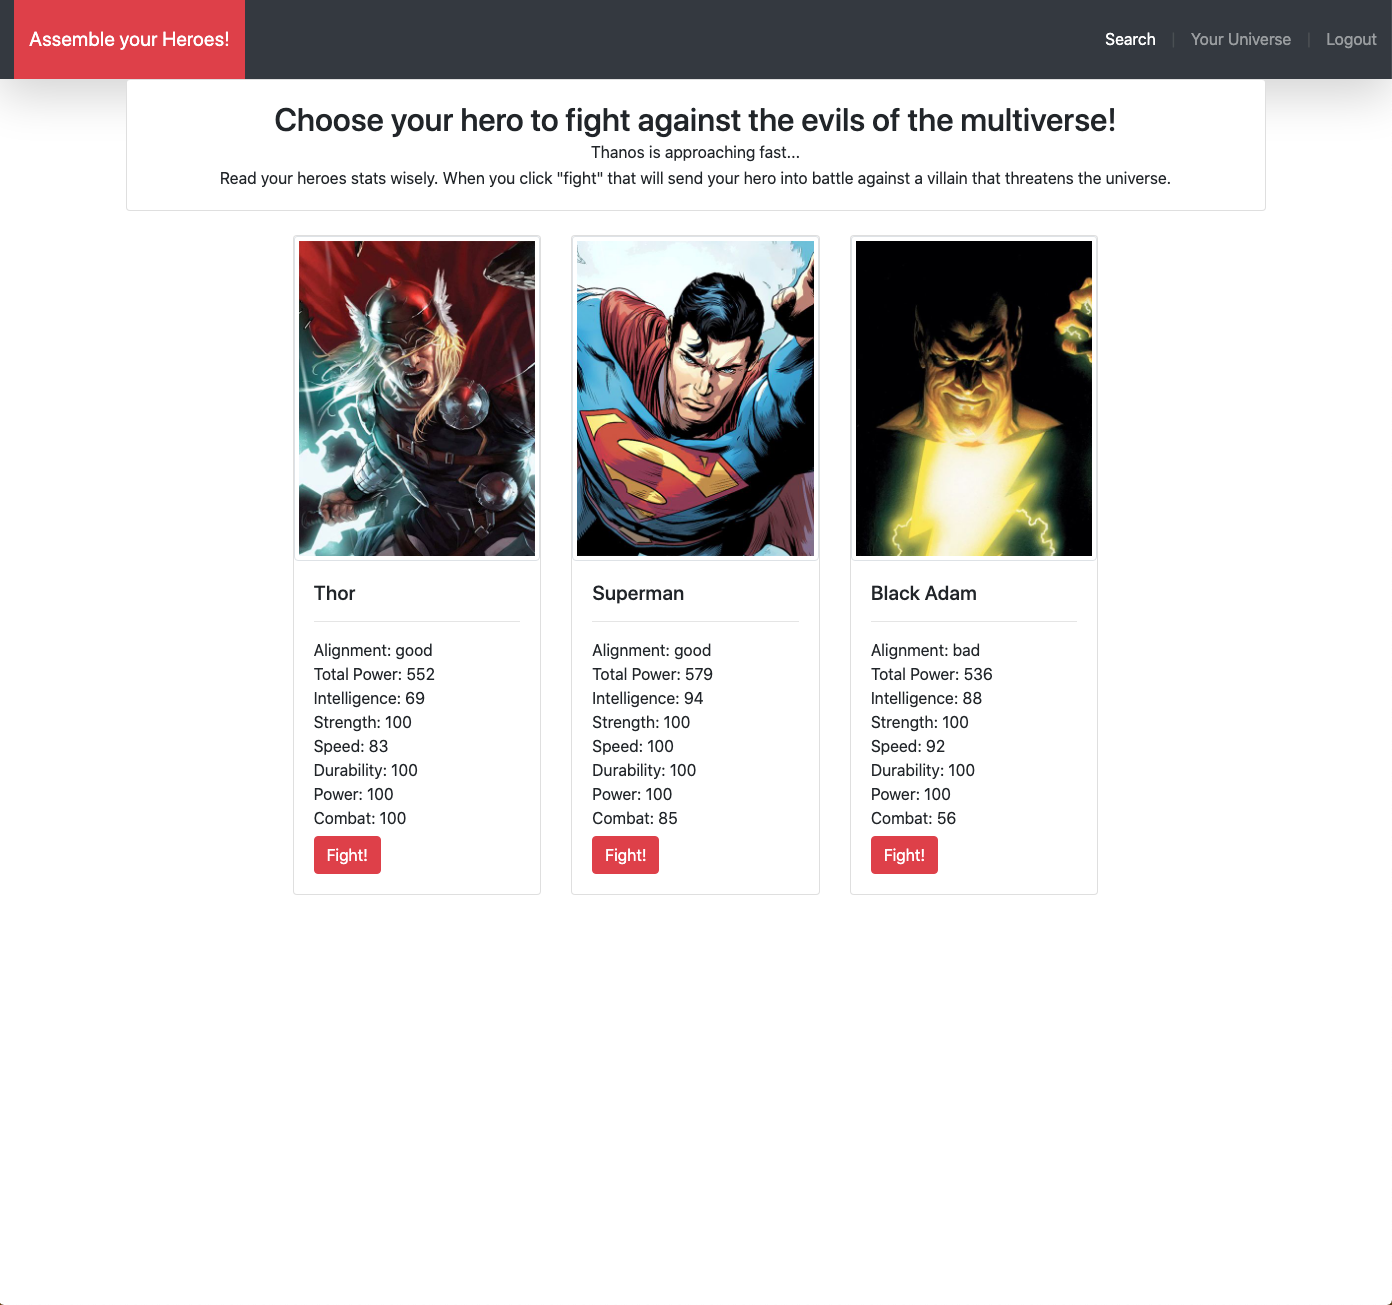 Assemble your Heroes!
Search | Your Universe | Logout
Choose your hero to fight against the evils of the multiverse!
Thanos is approaching fast...
Read your heroes stats wisely. When you click "fight" that will send your hero into battle against a villain that threatens the universe.
Thor
Alignment: good
Total Power: 552
Intelligence: 69
Strength: 100
Speed: 83
Durability: 100
Power: 100
Combat: 100
Fight!
S
Superman
Alignment: good
Total Power: 579
Intelligence: 94
Strength: 100
Speed: 100
Durability: 100
Power: 100
Combat: 85
Fight!
Black Adam
Alignment: bad
Total Power: 536
Intelligence: 88
Strength: 100
Speed: 92
Durability: 100
Power: 100
Combat: 56
Fight!